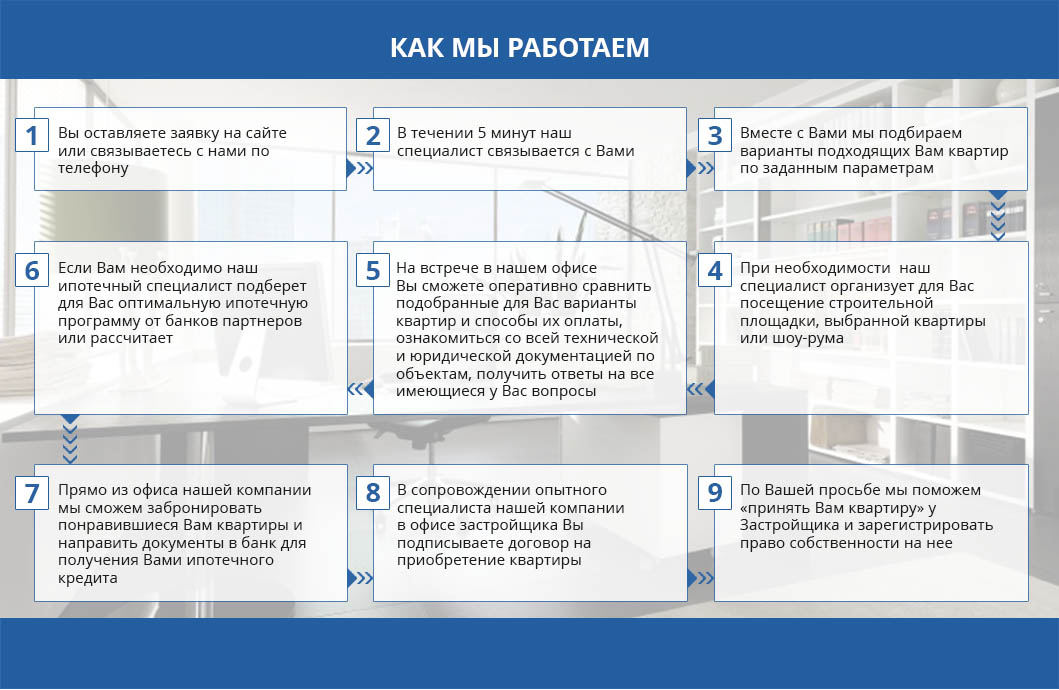 КАК МЫ РАБОТАЕМ
1
Вы оставляете заявку на сайте
или связываетесь с нами по
телефону
2
В течении 5 минут наш
специалист связывается с Вами
3
Вместе с Вами мы подбираем
варианты подходящих Вам квартир
по заданным параметрам
4
При необходимости  наш
специалист организует для Вас
посещение строительной
площадки, выбранной квартиры
или шоу-рума
5
На встрече в нашем офисе
Вы сможете оперативно сравнить
подобранные для Вас варианты
квартир и способы их оплаты,
ознакомиться со всей технической
и юридической документацией по
объектам, получить ответы на все
имеющиеся у Вас вопросы
6
Если Вам необходимо наш
ипотечный специалист подберет
для Вас оптимальную ипотечную
программу от банков партнеров
или рассчитает
7
Прямо из офиса нашей компании
мы сможем забронировать
понравившиеся Вам квартиры и
направить документы в банк для
получения Вами ипотечного
кредита
8
В сопровождении опытного
специалиста нашей компании
в офисе застройщика Вы
подписываете договор на
приобретение квартиры
9
По Вашей просьбе мы поможем
«принять Вам квартиру» у
Застройщика и зарегистрировать
право собственности на нее